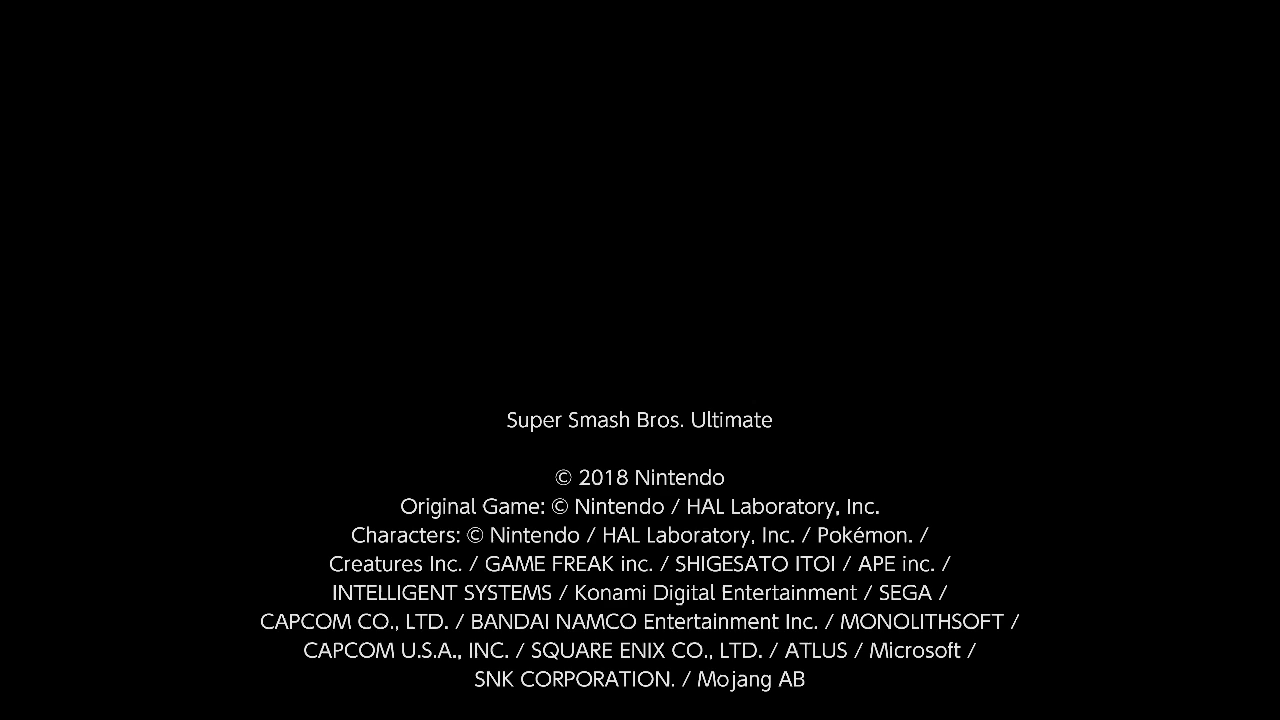 Super Smash Bros. Ultimate
© 2018 Nintendo
Original Game: © Nintendo / HAL Laboratory, Inc.
Characters: © Nintendo / HAL Laboratory, Inc. / Pokémon. /
Creatures Inc. / GAME FREAK inc. / SHIGESATO ITOI / APE inc. /
INTELLIGENT SYSTEMS / Konami Digital Entertainment / SEGA /
CAPCOM CO., LTD. / BANDAI NAMCO Entertainment Inc. / MONOLITHSOFT /
CAPCOM U.S.A., INC. / SQUARE ENIX CO., LTD. / ATLUS / Microsoft /
SNK CORPORATION. / Mojang AB